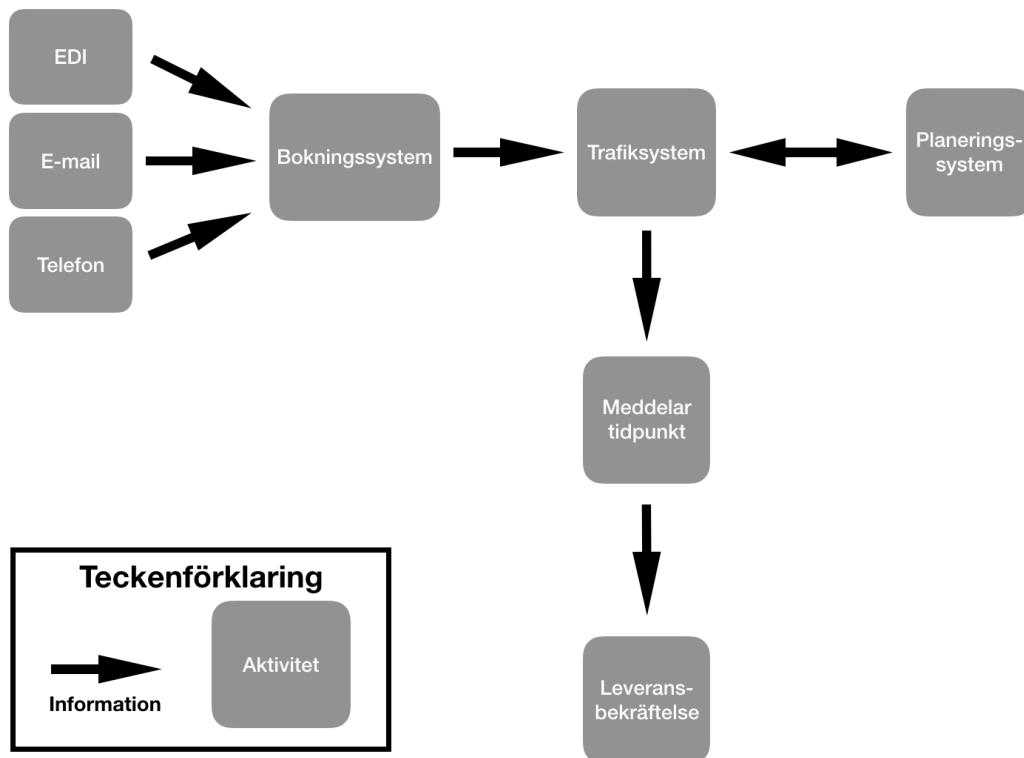 EDI
E-mail
Telefon
Bokningssystem
Trafiksystem
Planerings-
system
Meddelar
tidpunkt
Leverans-
bekräftelse
Teckenförklaring
Information
Aktivitet